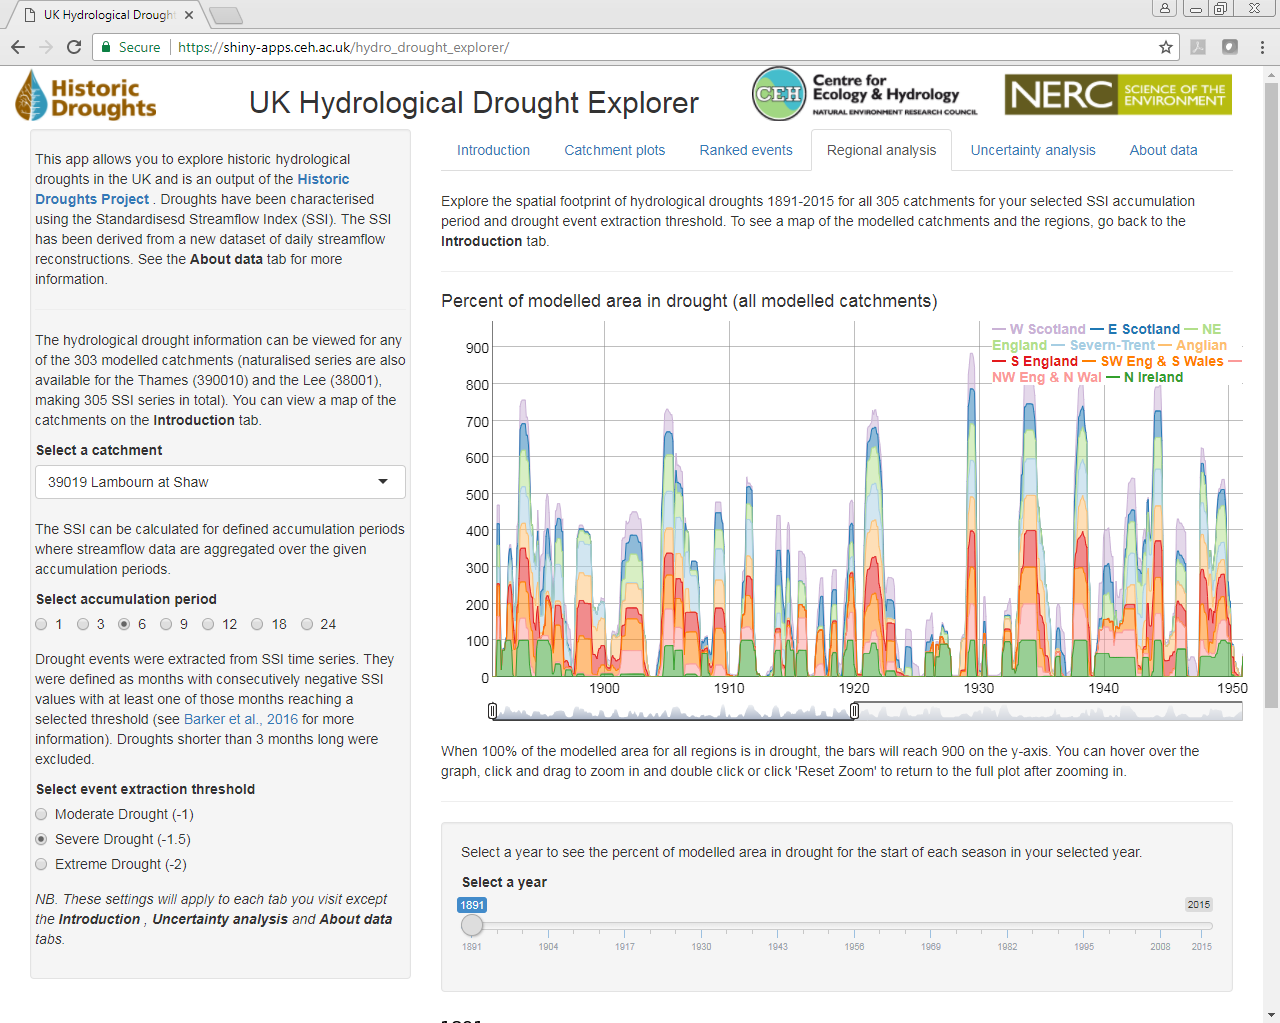 UK Hydrological Drought
Secure
https://shiny-apps.ceh.ac.uk/hydro_drought_explorer/
Historic
Droughts
UK Hydrological Drought Explorer
CEH
Centre for
Ecology & Hydrology
NATURAL ENVIRONMENT RESEARCH COUNCIL
NERC
SCIENCE OF THE
ENVIRONMENT
This app allows you to explore historic hydrological
droughts in the UK and is an output of the Historic
Droughts Project . Droughts have been characterised
using the Standardisesd Streamflow Index (SSI). The SSI
has been derived from a new dataset of daily streamflow
reconstructions. See the About data tab for more
information.
The hydrological drought information can be viewed for any
of the 303 modelled catchments (naturalised series are also
available for the Thames (390010) and the Lee (38001),
making 305 SSI series in total). You can view a map of the
catchments on the Introduction tab.
Select a catchment
39019 Lambourn at Shaw
The SSI can be calculated for defined accumulation periods
where streamflow data are aggregated over the given
accumulation periods.
Select accumulation period
1 3 6 9 12 18 24
Drought events were extracted from SSI time series. They
were defined as months with consecutively negative SSI
values with at least one of those months reaching a
selected threshold (see Barker et al., 2016 for more
information). Droughts shorter than 3 months long were
excluded.
Select event extraction threshold
Moderate Drought (-1)
Severe Drought (-1.5)
Extreme Drought (-2)
NB. These settings will apply to each tab you visit except
the Introduction , Uncertainty analysis and About data
tabs.
Introduction Catchment plots Ranked events Regional analysis Uncertainty analysis About data
Explore the spatial footprint of hydrological droughts 1891-2015 for all 305 catchments for your selected SSI accumulation
period and drought event extraction threshold. To see a map of the modelled catchments and the regions, go back to the
Introduction tab.
Percent of modelled area in drought (all modelled catchments)
W Scotland E Scotland NE
England Severn-Trent Anglian
S England SW Eng & S Wales
NW Eng & N Wal N Ireland
900
800
700
600
500
400
300
200
100
0
1900 1910 1920 1930 1940 1950
When 100% of the modelled area for all regions is in drought, the bars will reach 900 on the y-axis. You can hover over the
graph, click and drag to zoom in and double click or click 'Reset Zoom' to return to the full plot after zooming in.
Select a year to see the percent of modelled area in drought for the start of each season in your selected year.
Select a year
1891 2015
1891 1904 1917 1930 1943 1956 1969 1982 1995 2008 2015